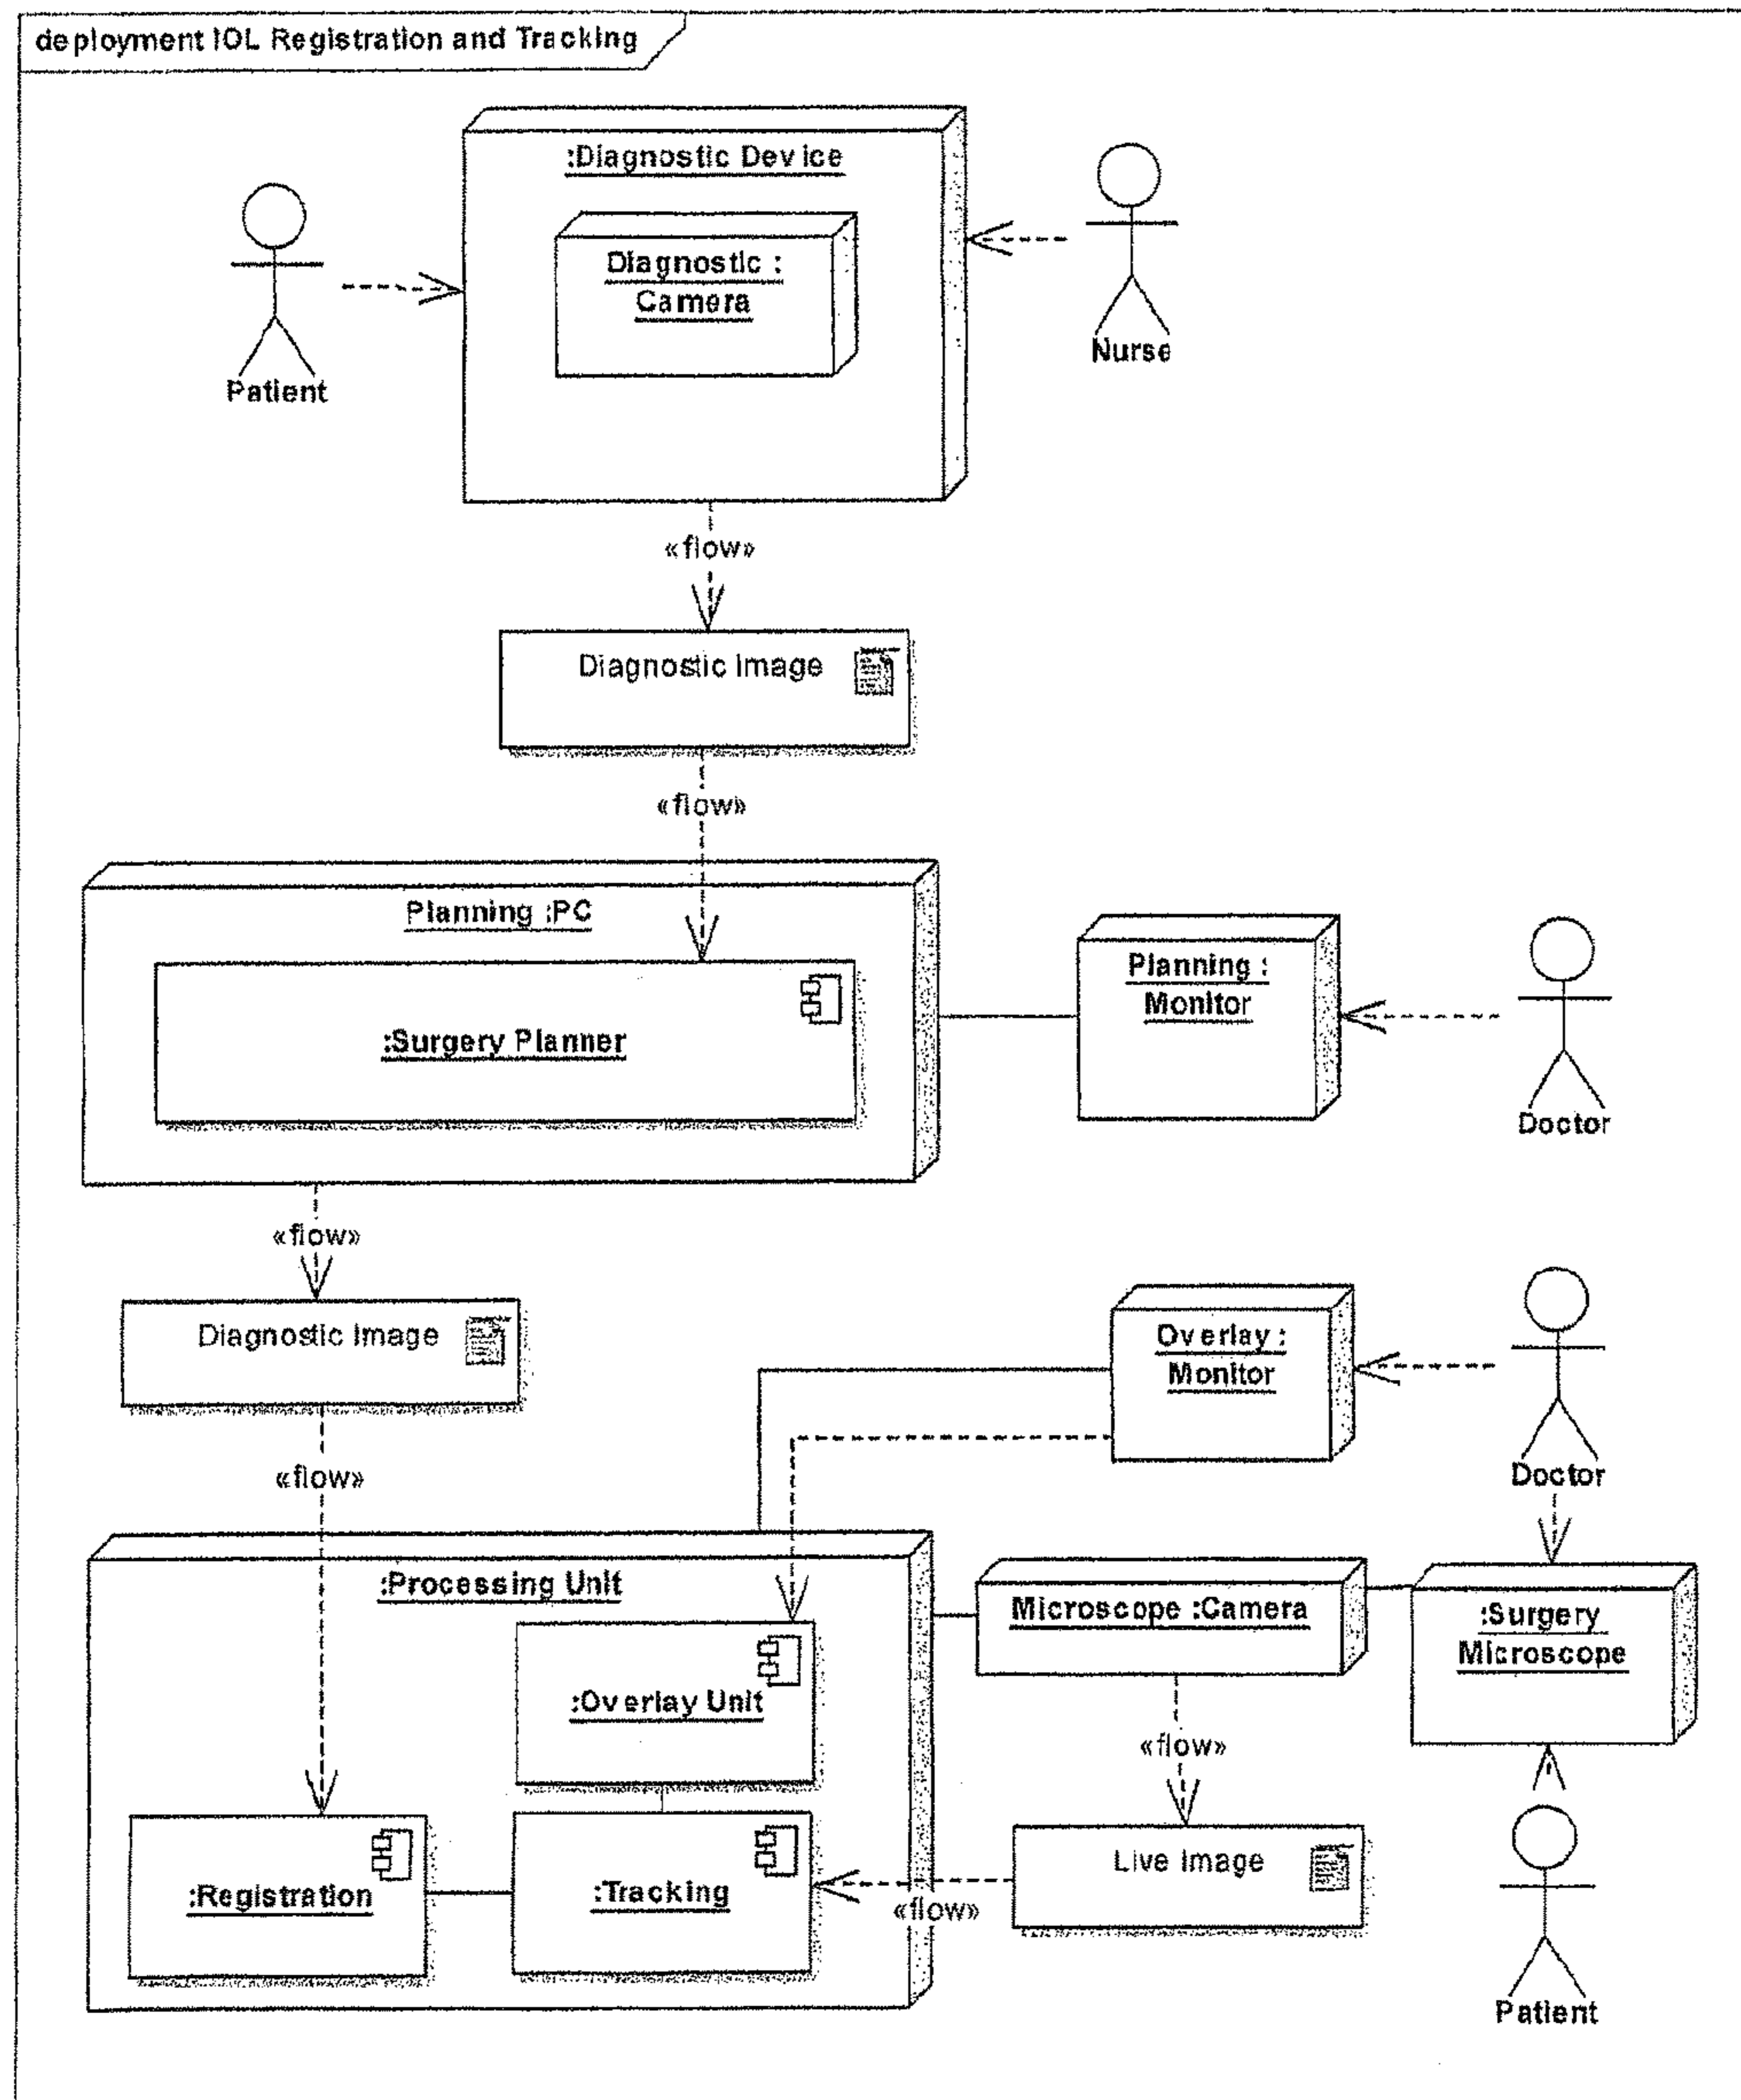 deployment IOL Registration and Tracking
:Diagnostic Device
Diagnostic :
Camera
Patient
Nurse
«flow»
Diagnostic Image
«flow»
Planning :PC
:Surgery Planner
Planning :
Monitor
Doctor
«flow»
Diagnostic Image
«flow»
Overlay :
Monitor
Doctor
:Processing Unit
:Overlay Unit
Microscope :Camera
:Surgery
Microscope
«flow»
:Registration
:Tracking
«flow»
Live Image
Patient